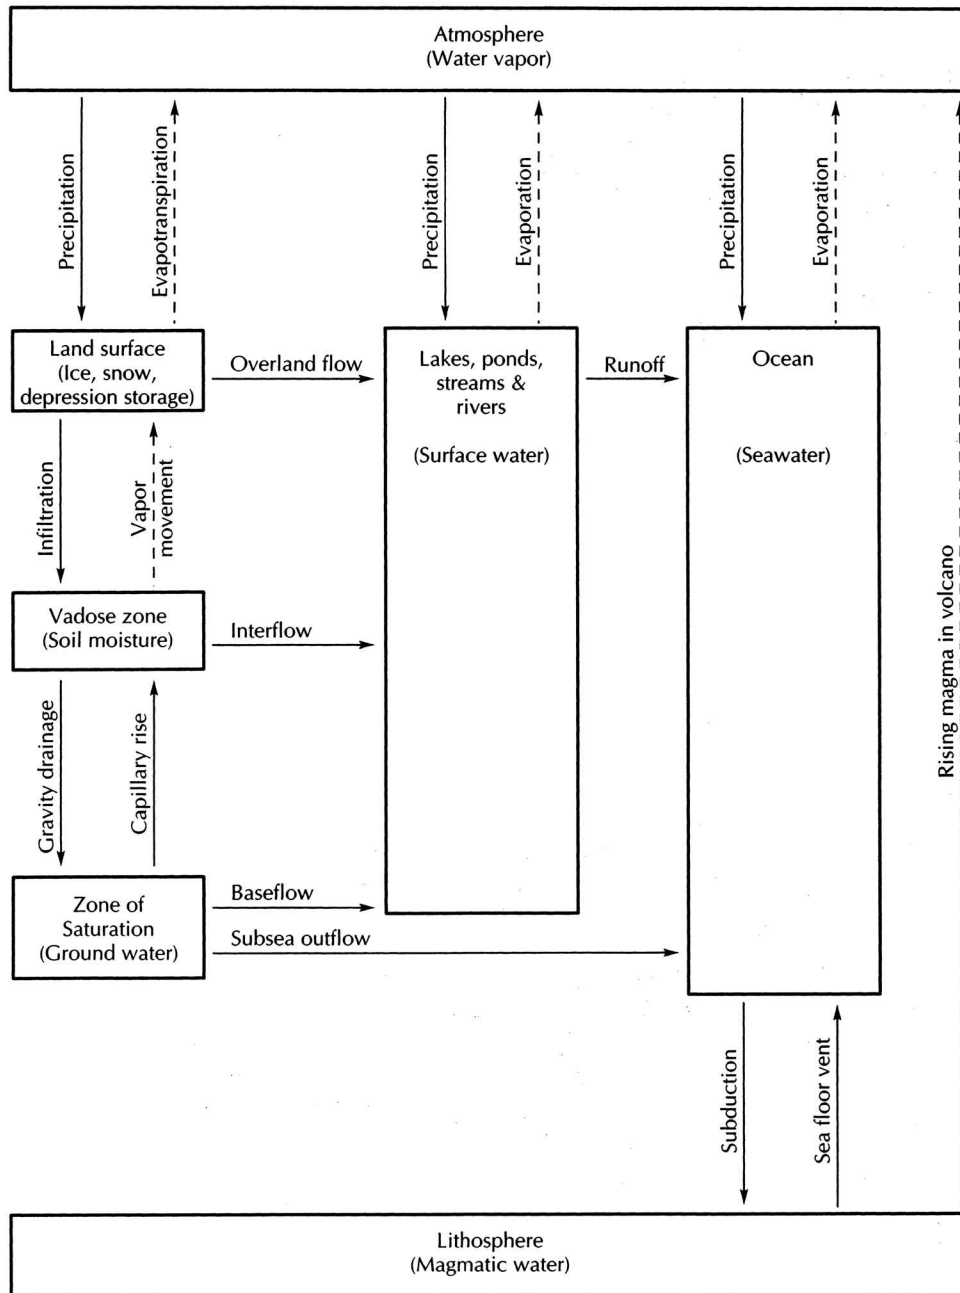 Atmosphere
(Water vapor)
Precipitation
Evapotranspiration
Precipitation
Evaporation
Precipitation
Evaporation
Land surface
(Ice, snow,
depression storage)
Overland flow
Lakes, ponds,
streams &
rivers
(Surface water)
Runoff
Ocean
(Seawater)
Infiltration
Vapor
movement
Rising magma in volcano
Vadose zone
(Soil moisture)
Interflow
Gravity drainage
Capillary rise
Zone of
Saturation
(Ground water)
Baseflow
Subsea outflow
Subduction
Sea floor vent
Lithosphere
(Magmatic water)